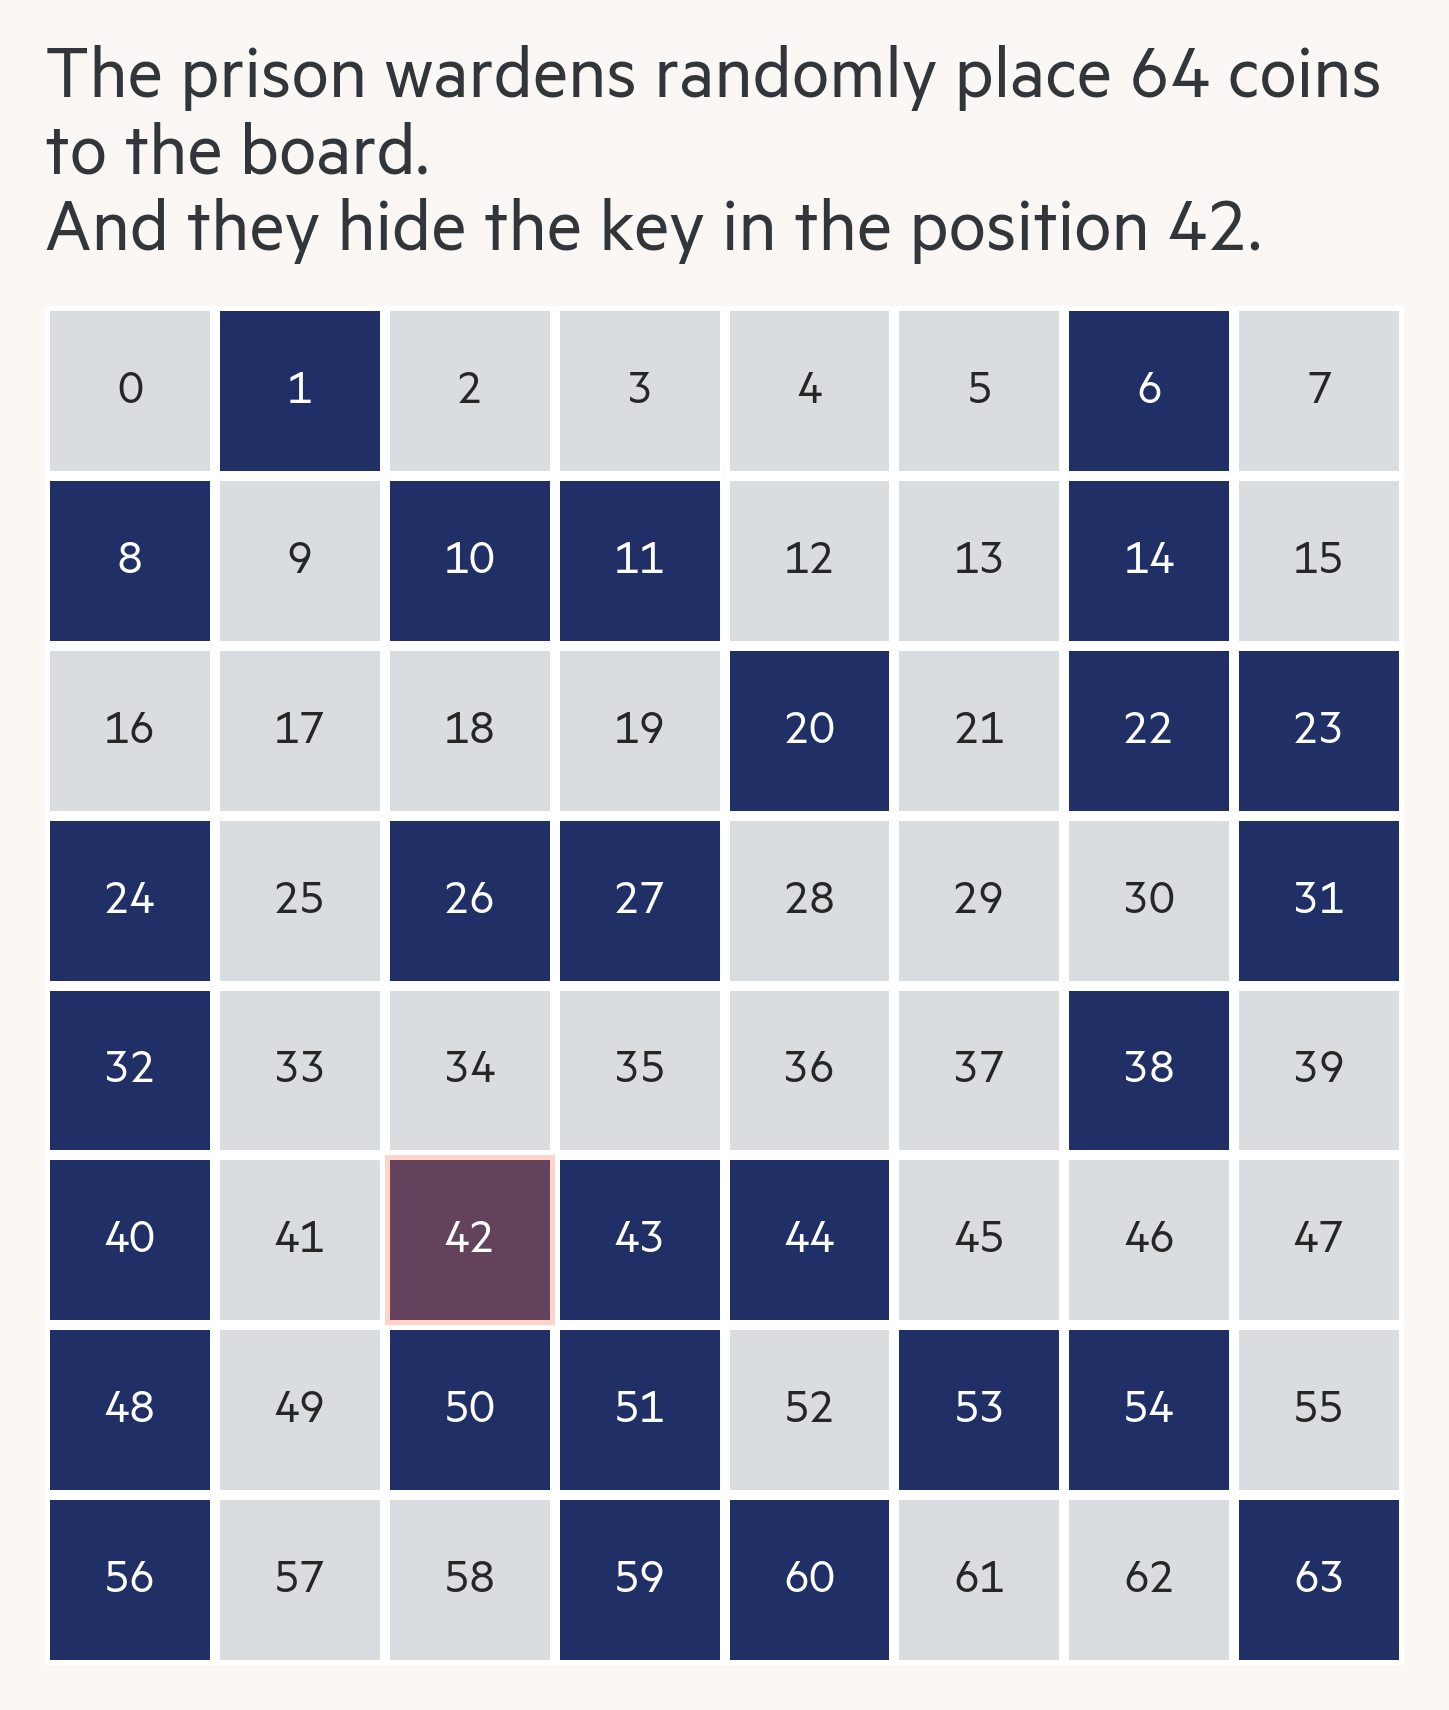 The prison wardens randomly place 64 coins
to the board.
And they hide the key in the position 42.
0 1 2 3 4 5 6 7
8 9 10 11 12 13 14 15
16 17 18 19 20 21 22 23
24 25 26 27 28 29 30 31
32 33 34 35 36 37 38 39
40 41 42 43 44 45 46 47
48 49 50 51 52 53 54 55
56 57 58 59 60 61 62 63